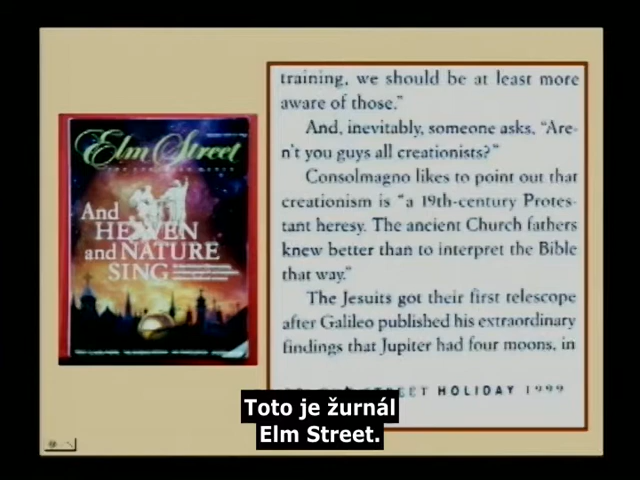 Elm Street
And
HEAVEN
and NATURE
SING
training, we should be at least more
aware of those."
And, inevitably, someone asks, "Are-
n't you guys all creationists?"
Consolmagno likes to point out that
creationism is "a 19th-century Protes-
tant heresy. The ancient Church fathers
knew better than to interpret the Bible
that way."
The Jesuits got their first telescope
after Galileo published his extraordinary
findings that Jupiter had four moons, in
STREET HOLIDAY 1999
Toto je žurnál
Elm Street.